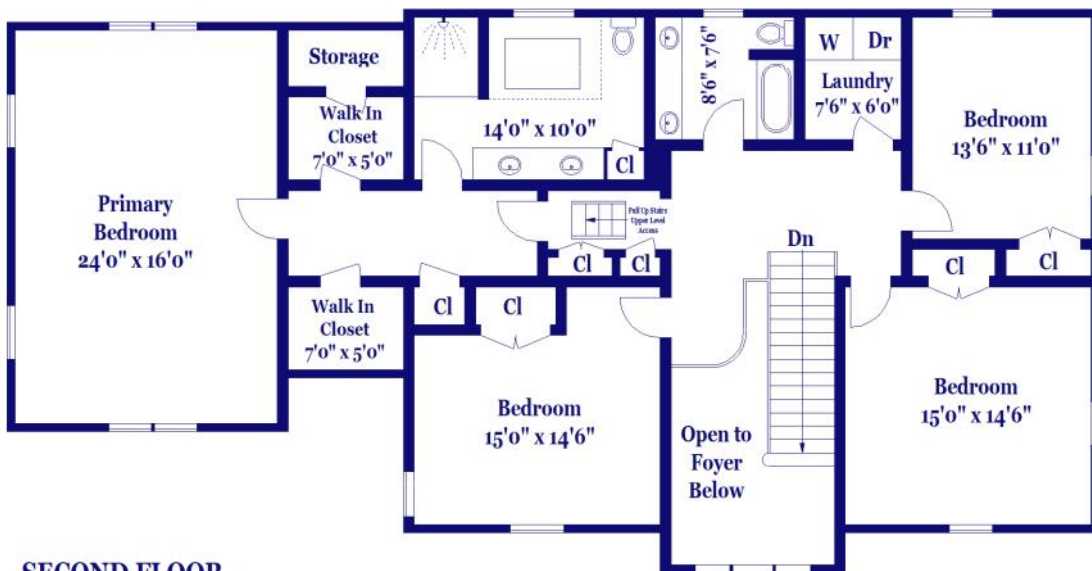 Storage
Walk In
Closet
7'0" x 5'0"
14'0" x 10'0"
Cl
8'6" x 7'6"
W
Dr
Laundry
7'6" x 6'0"
Bedroom
13'6" x 11'0"
Primary
Bedroom
24'0" x 16'0"
Pull Up Stairs
Upper Level
Access
Cl
Cl
Dn
Cl
Cl
Walk In
Closet
7'0" x 5'0"
Cl
Cl
Bedroom
15'0" x 14'6"
Open to
Foyer
Below
Bedroom
15'0" x 14'6"
SECOND FLOOR